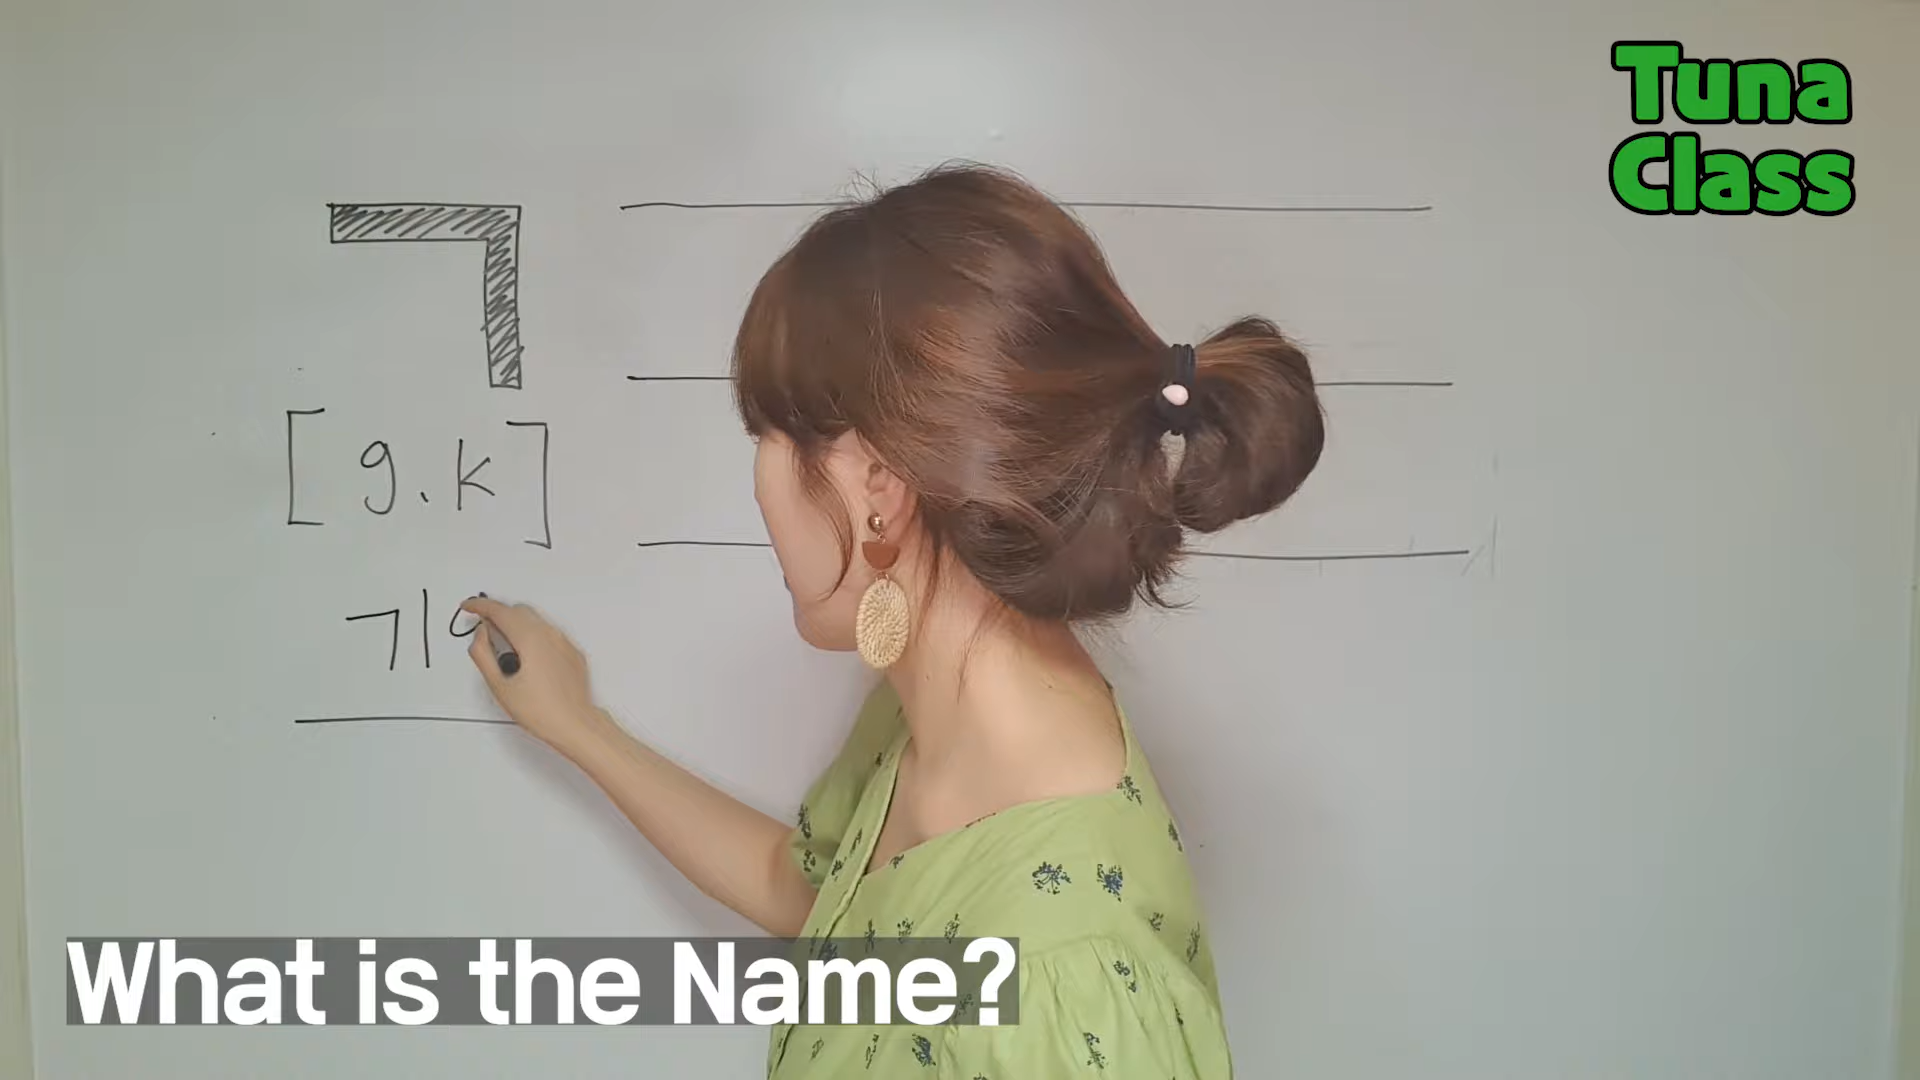 Tuna
Class
ㄱ
[ g. k ]
기
What is the Name?